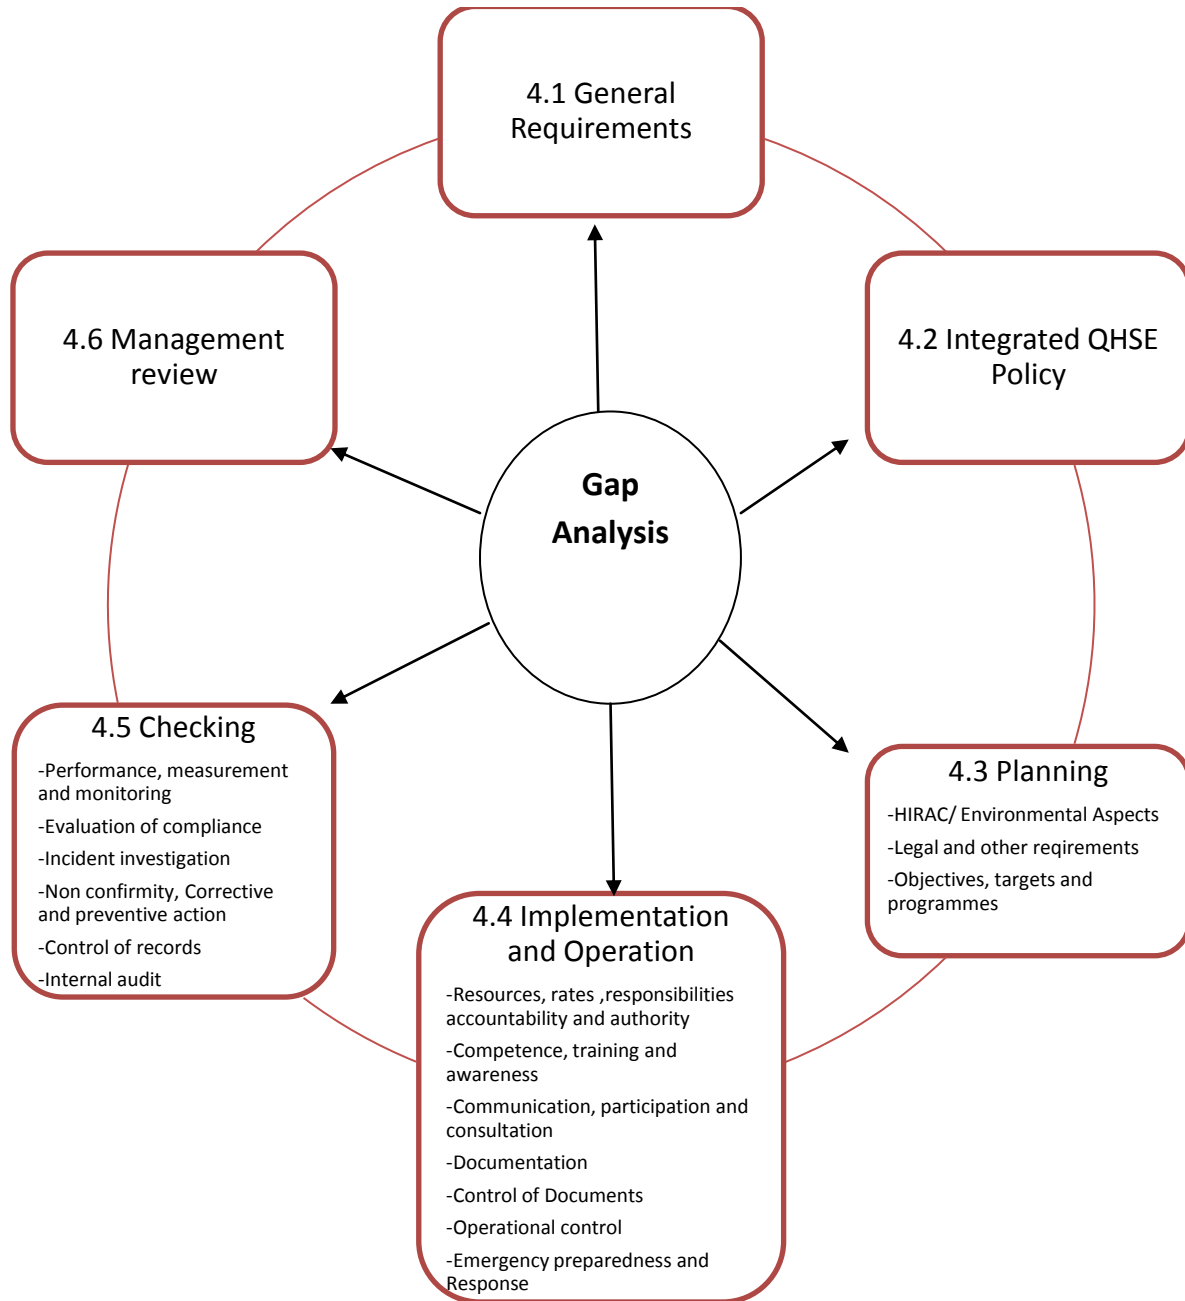 4.1 General
Requirements
4.6 Management
review
4.2 Integrated QHSE
Policy
Gap
Analysis
4.5 Checking
-Performance, measurement
and monitoring
-Evaluation of compliance
-Incident investigation
-Non confirmity, Corrective
and preventive action
-Control of records
-Internal audit
4.3 Planning
-HIRAC/ Environmental Aspects
-Legal and other reqirements
-Objectives, targets and
programmes
4.4 Implementation
and Operation
-Resources, rates ,responsibilities
accountability and authority
-Competence, training and
awareness
-Communication, participation and
consultation
-Documentation
-Control of Documents
-Operational control
-Emergency preparedness and
Response